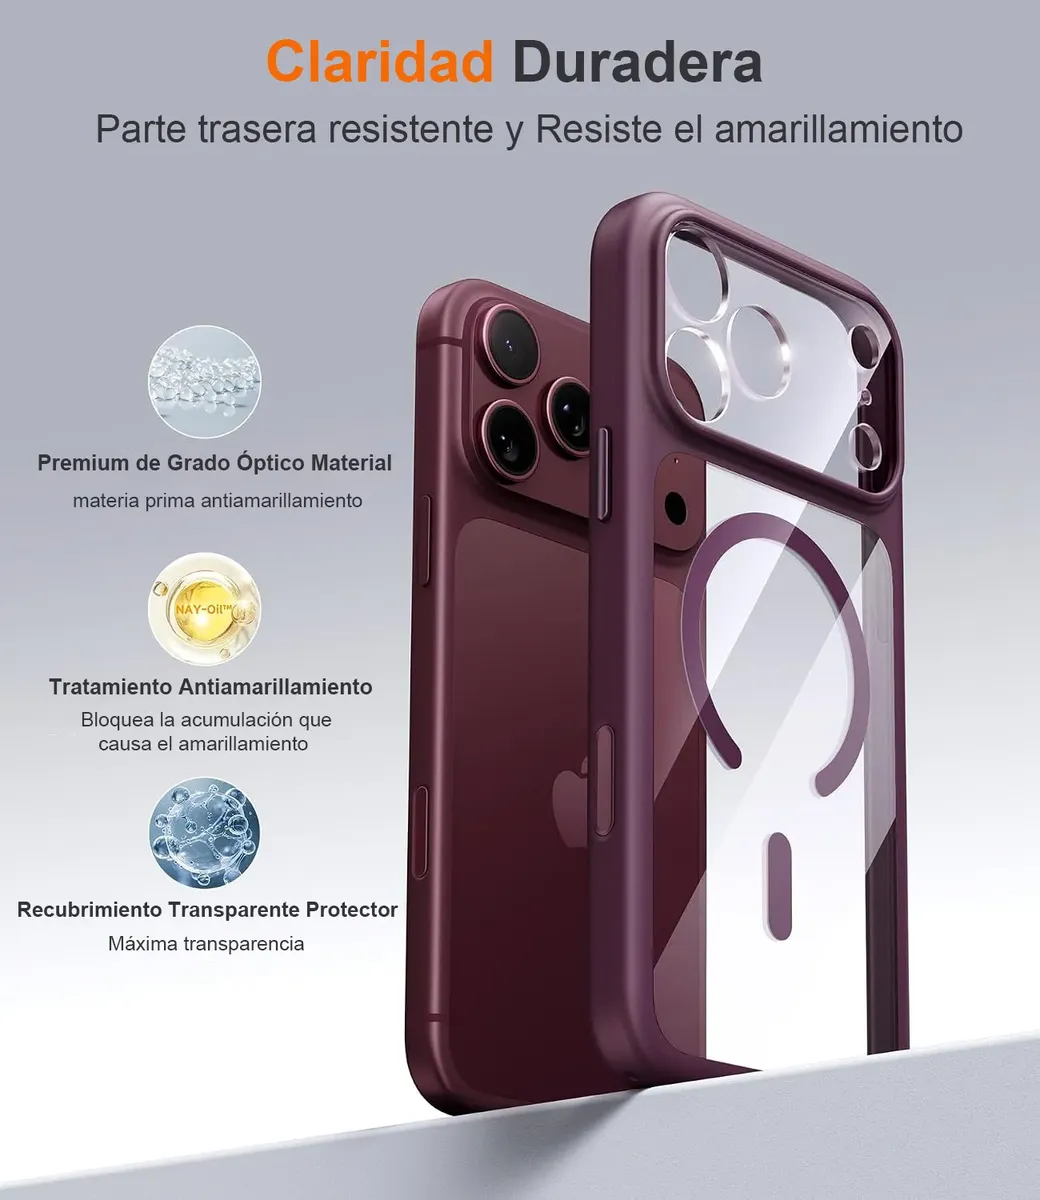 Claridad Duradera
Parte trasera resistente y Resiste el amarillamiento
Premium de Grado Óptico Material
materia prima antiamarillamiento
NAY-Oil™
Tratamiento Antiamarillamiento
Bloquea la acumulación que
causa el amarillamiento
Recubrimiento Transparente Protector
Máxima transparencia